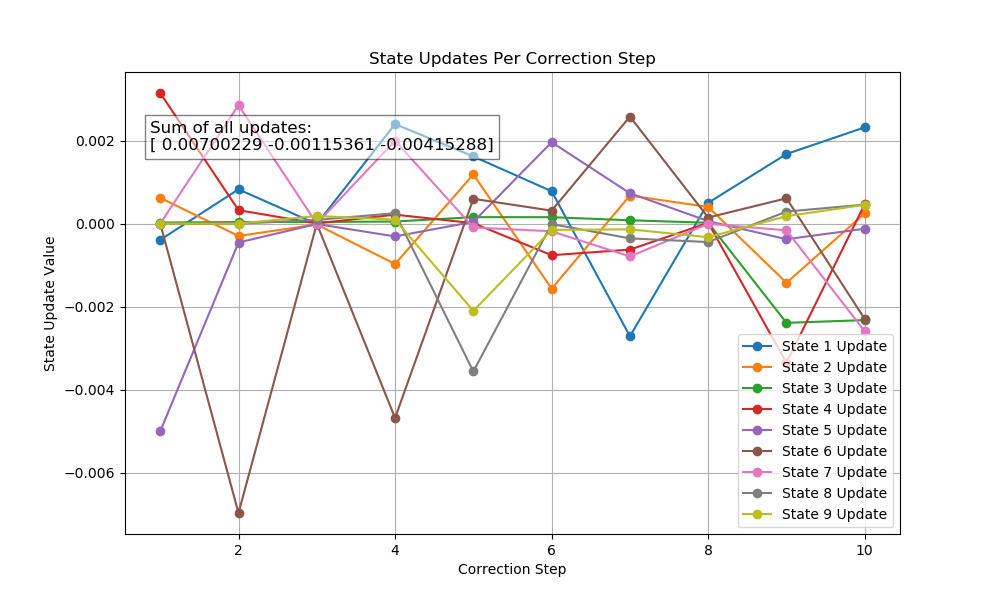 State Updates Per Correction Step
Sum of all updates:
[ 0.00700229 -0.00115361 -0.00415288]
State Update Value
0.002
0.000
−0.002
−0.004
−0.006
State 1 Update
State 2 Update
State 3 Update
State 4 Update
State 5 Update
State 6 Update
State 7 Update
State 8 Update
State 9 Update
2 4 6 8 10
Correction Step